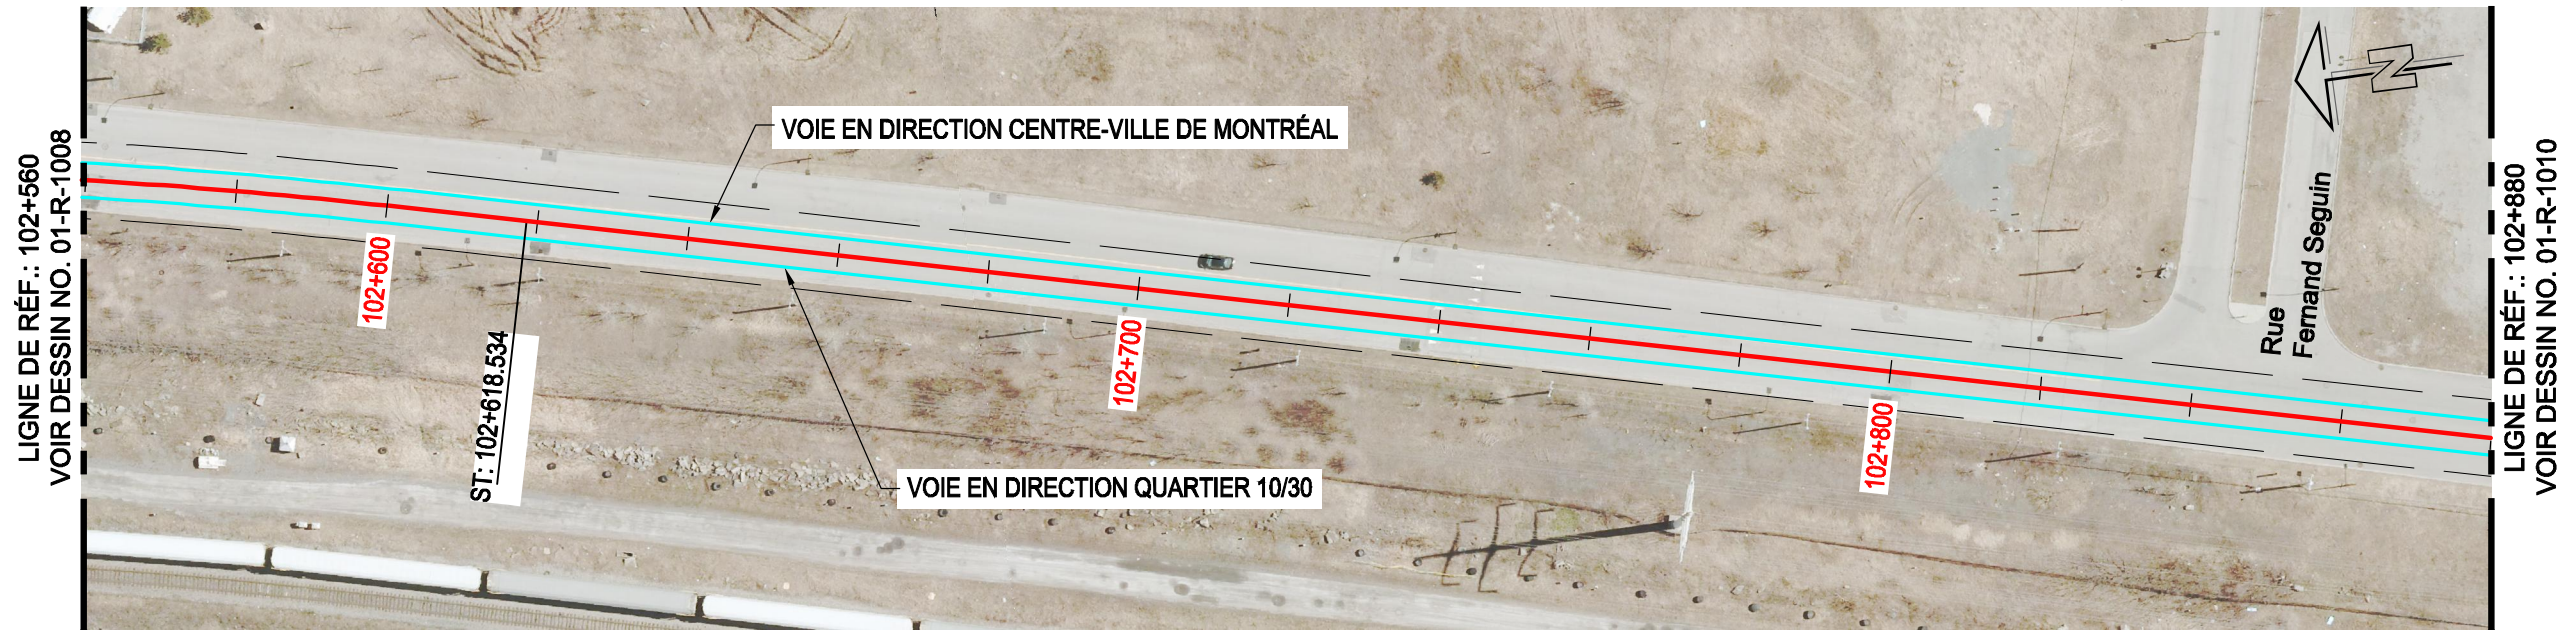 LIGNE DE RÉF.: 102+560
VOIR DESSIN NO. 01-R-1008
VOIE EN DIRECTION CENTRE-VILLE DE MONTRÉAL
N
102+600
ST: 102+618.534
102+700
VOIE EN DIRECTION QUARTIER 10/30
102+800
Rue
Fernand Seguin
LIGNE DE RÉF.: 102+880
VOIR DESSIN NO. 01-R-1010